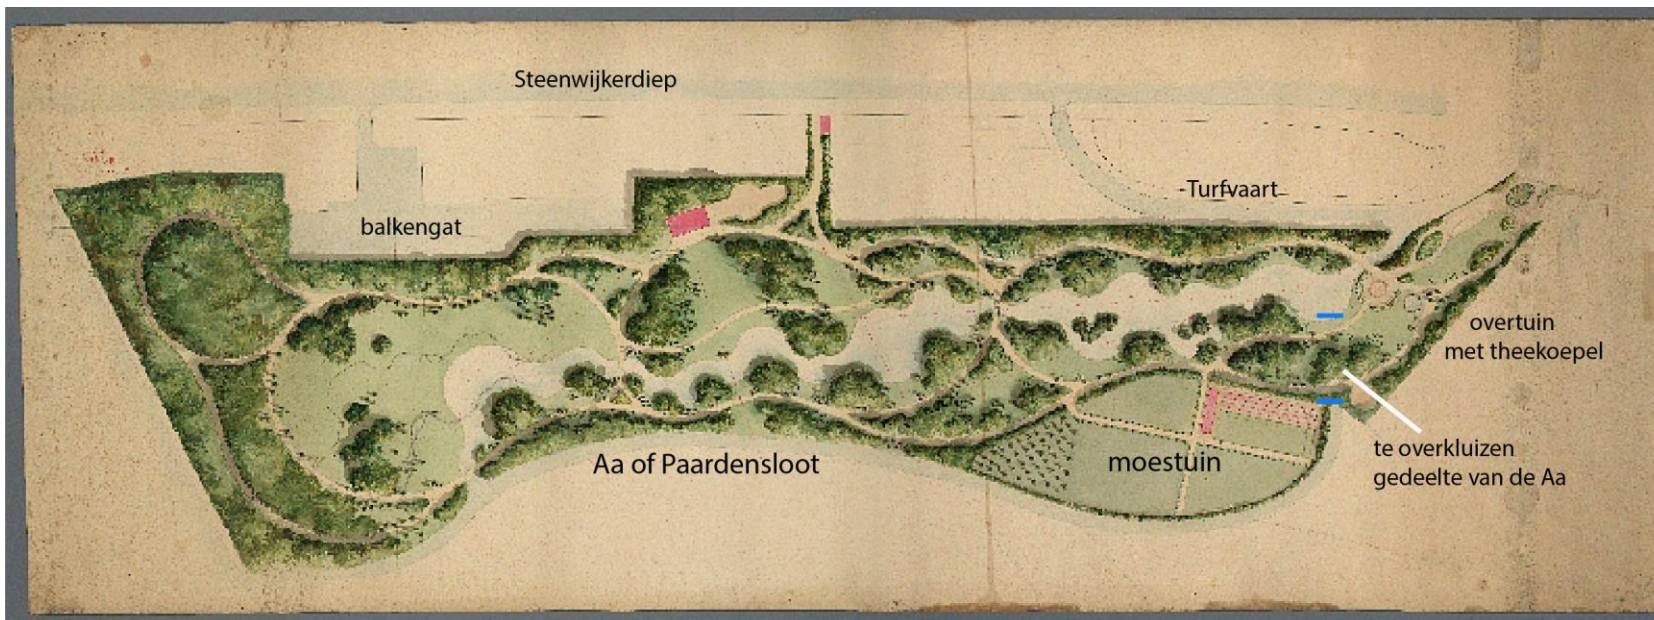 Steenwijkerdiep
Turfvaart
balkengat
overtuin
met theekoepel
te overkluizen
gedeelte van de Aa
Aa of Paardensloot
moestuin